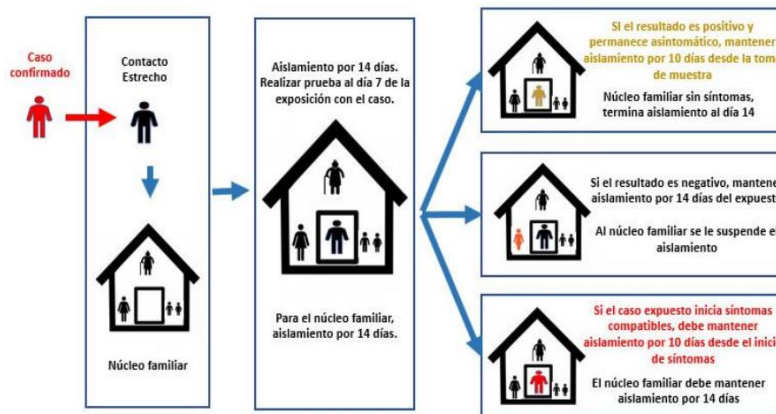 Caso
confirmado
Contacto
Estrecho
Núcleo familiar
Aislamiento por 14 días.
Realizar prueba al día 7 de la
exposición con el caso.
Para el núcleo familiar,
aislamiento por 14 días.
SI el resultado es positivo y
permanece asintomático, mantener
aislamiento por 10 días desde la tom
de muestra
Núcleo familiar sin síntomas,
termina aislamiento al día 14
Si el resultado es negativo, mantene
aislamiento por 14 días del expuest
Al núcleo familiar se le suspende e
aislamiento
Si el caso expuesto inicia síntomas
compatibles, debe mantener
aislamiento por 10 días desde el inici
de síntomas
El núcleo familiar debe mantener
aislamiento por 14 días